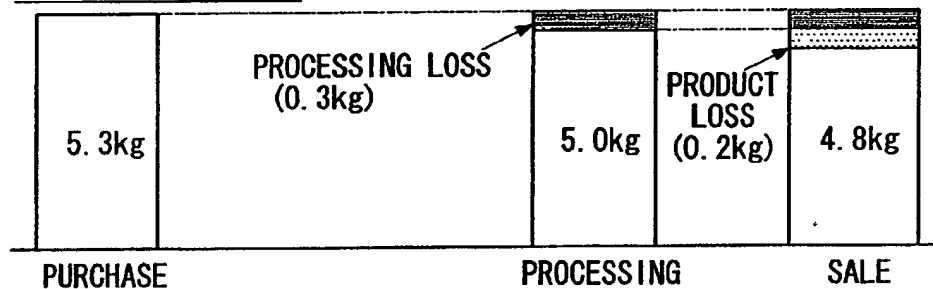 PROCESSING LOSS
(0.3kg)
PRODUCT
LOSS
(0.2kg)
5.3kg
5.0kg
4.8kg
PURCHASE
PROCESSING
SALE